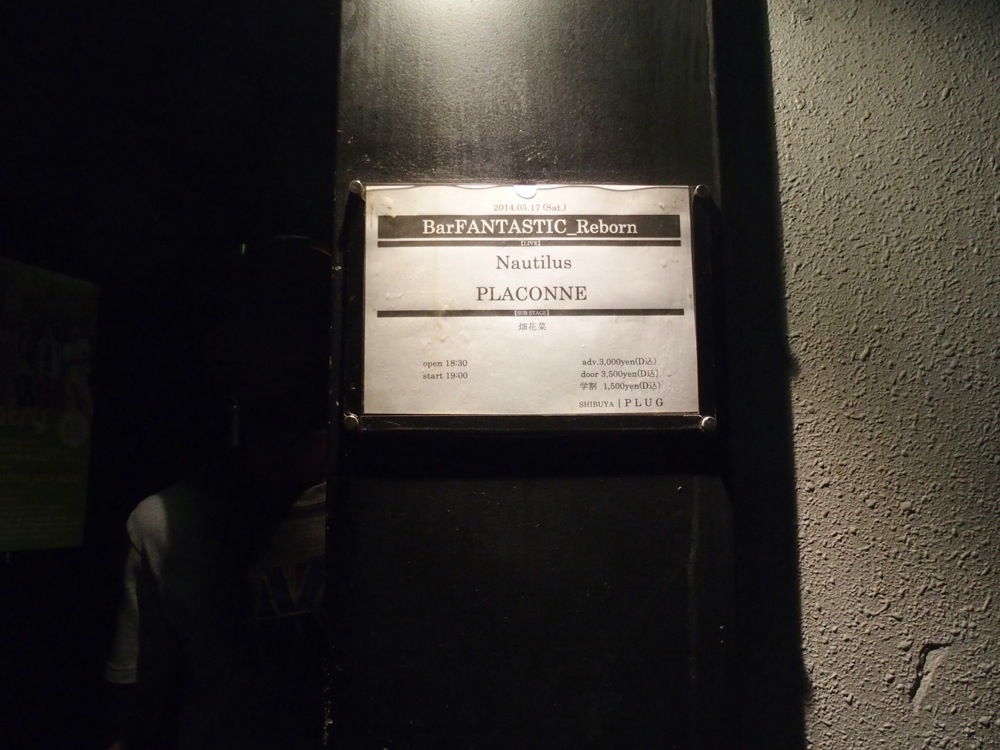 2014.05.17 (Sat.)
BarFANTASTIC_Reborn
【LIVE】
Nautilus
PLACONNE
【SUB STAGE】
畑花菜
open 18:30
start 19:00
adv.3,000yen(D込)
door 3,500yen(D込)
学割 1,500yen(D込)
SHIBUYA | PLUG